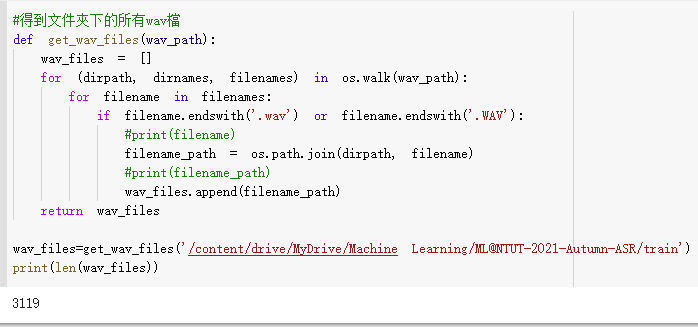 #得到文件夾下的所有wav檔
def get_wav_files(wav_path):
    wav_files = []
    for (dirpath, dirnames, filenames) in os.walk(wav_path):
        for filename in filenames:
            if filename.endswith('.wav') or filename.endswith('.WAV'):
                #print(filename)
                filename_path = os.path.join(dirpath, filename)
                #print(filename_path)
                wav_files.append(filename_path)
    return wav_files
wav_files=get_wav_files('/content/drive/MyDrive/Machine Learning/ML@NTUT-2021-Autumn-ASR/train')
print(len(wav_files))
3119